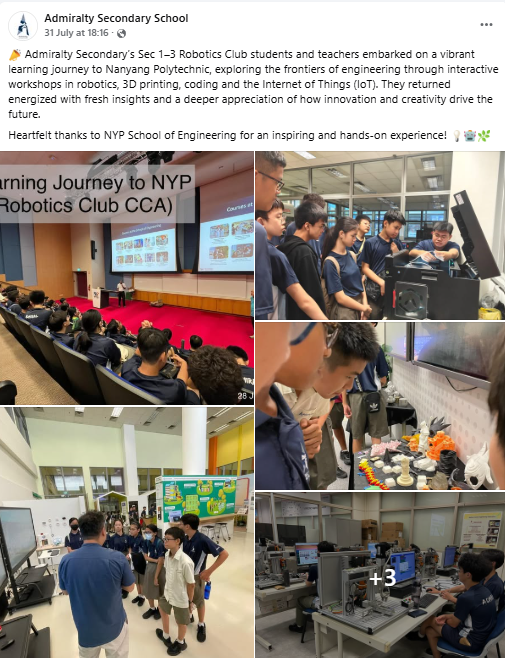 Admiralty Secondary School
31 July at 18:16 ·
🎉 Admiralty Secondary's Sec 1–3 Robotics Club students and teachers embarked on a vibrant
learning journey to Nanyang Polytechnic, exploring the frontiers of engineering through interactive
workshops in robotics, 3D printing, coding and the Internet of Things (IoT). They returned
energized with fresh insights and a deeper appreciation of how innovation and creativity drive the
future.
Heartfelt thanks to NYP School of Engineering for an inspiring and hands-on experience! 💡🤖🌿
arning Journey to NYP
Robotics Club CCA)
Courses at
28 J
+3